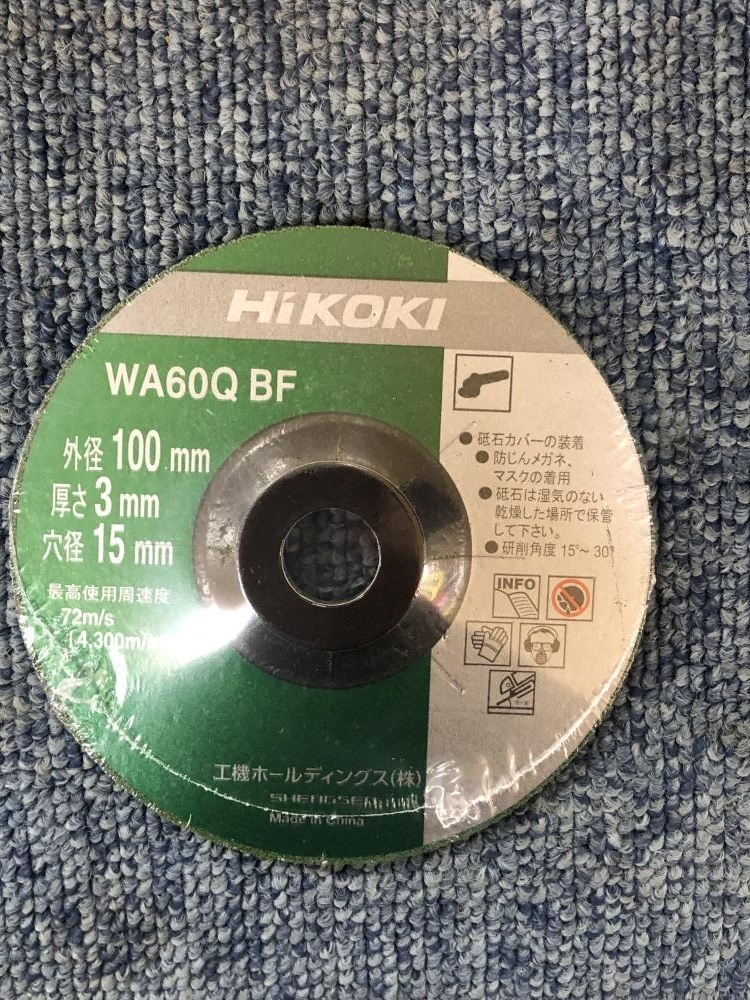 HiKOKI
WA60Q BF
外径 100 mm
厚さ 3 mm
穴径 15 mm
最高使用周速度
72m/s
● 砥石カバーの装着
● 防じんメガネ、
マスクの着用
● 砥石は湿気のない
乾燥した場所で保管
して下さい。
● 研削角度 15°~30°
INFO
工機ホールディングス(株)
Made in China